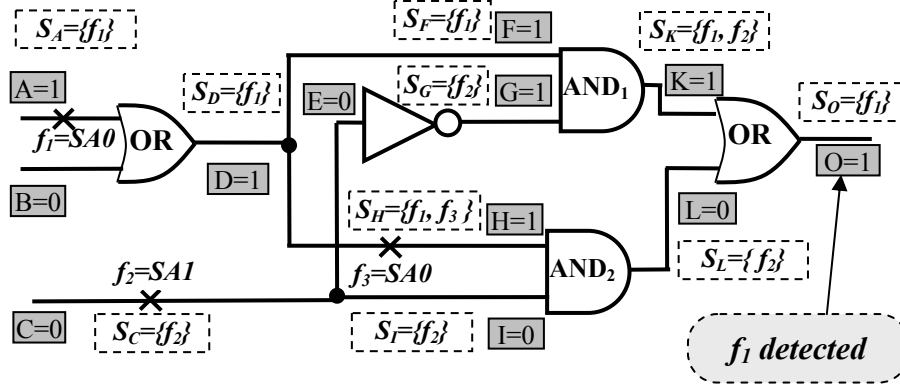 S_A={f_1}
S_F={f_1}
F=1
S_K={f_1, f_2}
A=1
S_D={f_1}
E=0
S_G={f_2}
G=1
AND_1
K=1
S_O={f_1}
f_1=SA0
OR
OR
D=1
O=1
B=0
S_H={f_1, f_3 }
H=1
L=0
f_2=SA1
f_3=SA0
AND_2
S_L={ f_2}
C=0
S_C={f_2}
S_I={f_2}
I=0
f_1 detected